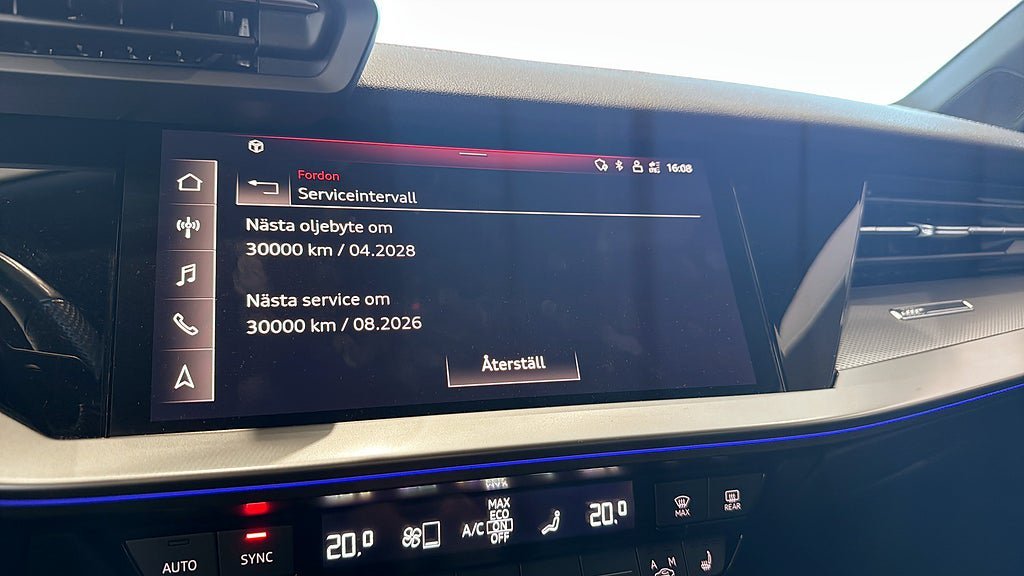 16:08
Fordon
Serviceintervall
Nästa oljebyte om
30000 km / 04.2028
Nästa service om
30000 km / 08.2026
Återställ
AUTO
SYNC
20.0
A/C
MAX
ECO
ON
OFF
20.0
MAX
REAR
A M